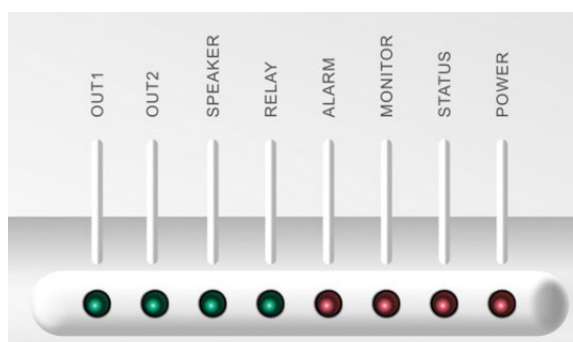 OUT1
OUT2
SPEAKER
RELAY
ALARM
MONITOR
STATUS
POWER